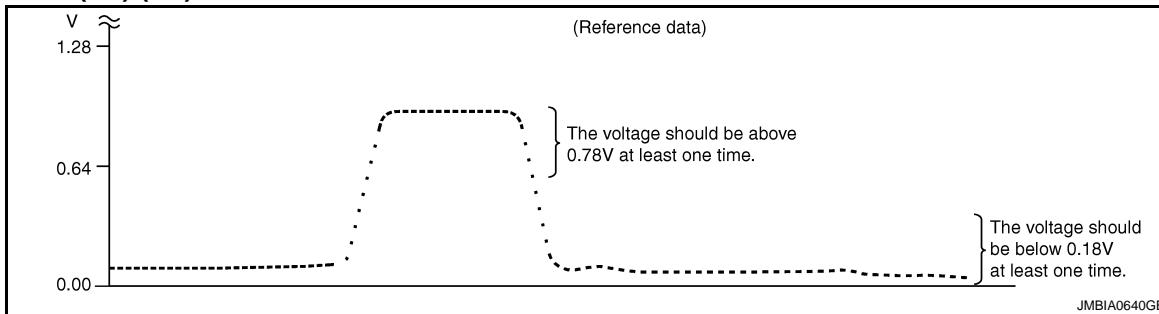 V
(Reference data)
1.28
The voltage should be above
0.78V at least one time.
0.64
The voltage should
be below 0.18V
at least one time.
0.00
JMBIA0640GE